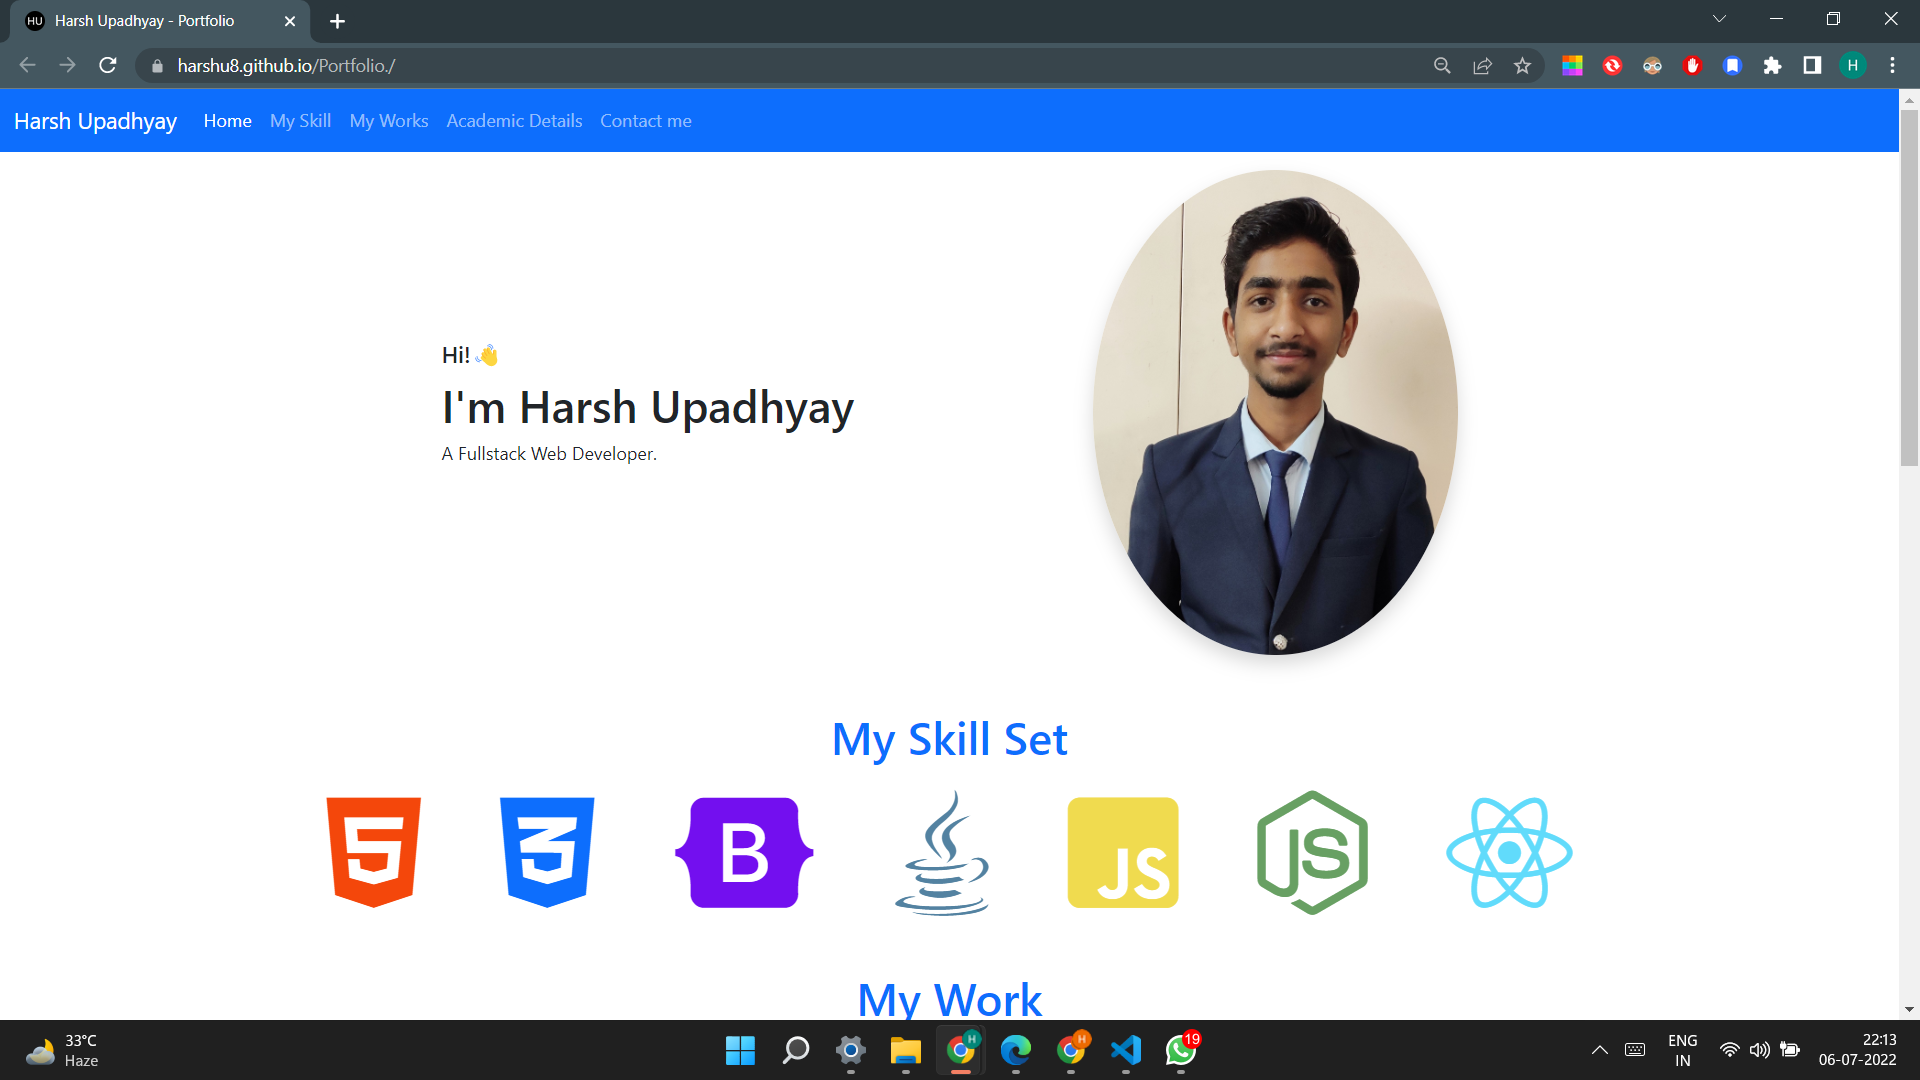 HU Harsh Upadhyay - Portfolio
harshu8.github.io/Portfolio./
H
Harsh Upadhyay Home My Skill My Works Academic Details Contact me
Hi! 👋
I'm Harsh Upadhyay
A Fullstack Web Developer.
My Skill Set
5 3 B JS JS
My Work
33°C
Haze
H
H
19
ENG
IN
22:13
06-07-2022